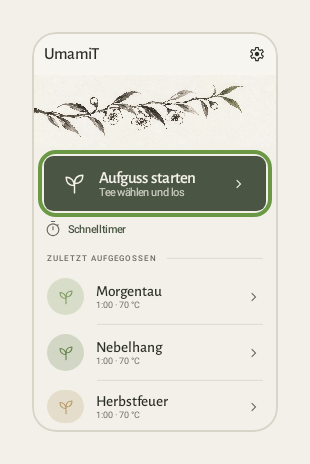 UmamiT
Aufguss starten
Tee wählen und los
Schnelltimer
ZULETZT AUFGEGOSSEN
Morgentau
1:00 · 70 °C
Nebelhang
1:00 · 70 °C
Herbstfeuer
1:00 · 70 °C